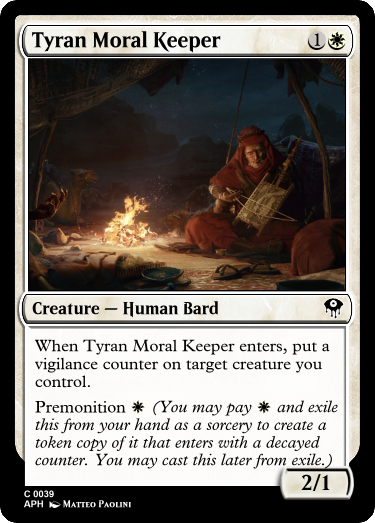 Tyran Moral Keeper 1
Creature — Human Bard
When Tyran Moral Keeper enters, put a
vigilance counter on target creature you
control.
Premonition (You may pay and exile
this from your hand as a sorcery to create a
token copy of it that enters with a decayed
counter. You may cast this later from exile.)
2/1
C 0039
APH Matteo Paolini